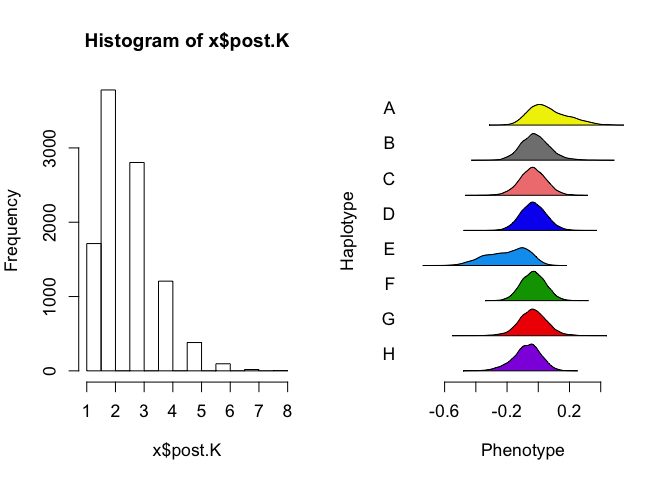 Histogram of x$post.K
Frequency
0
1000
2000
3000
1 2 3 4 5 6 7 8
x$post.K
Haplotype
A
B
C
D
E
F
G
H
-0.6 -0.2 0.2
Phenotype